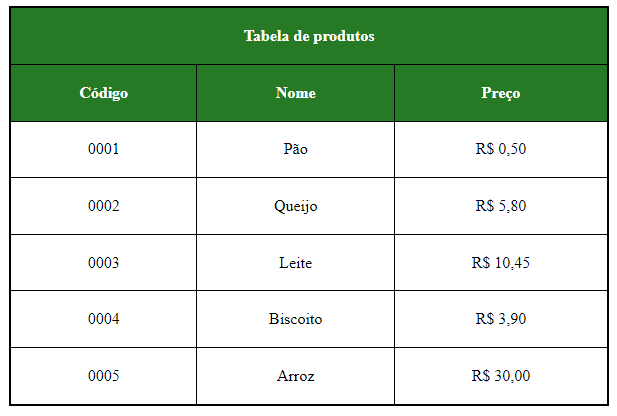 Tabela de produtos
Código Nome Preço
0001 Pão R$ 0,50
0002 Queijo R$ 5,80
0003 Leite R$ 10,45
0004 Biscoito R$ 3,90
0005 Arroz R$ 30,00